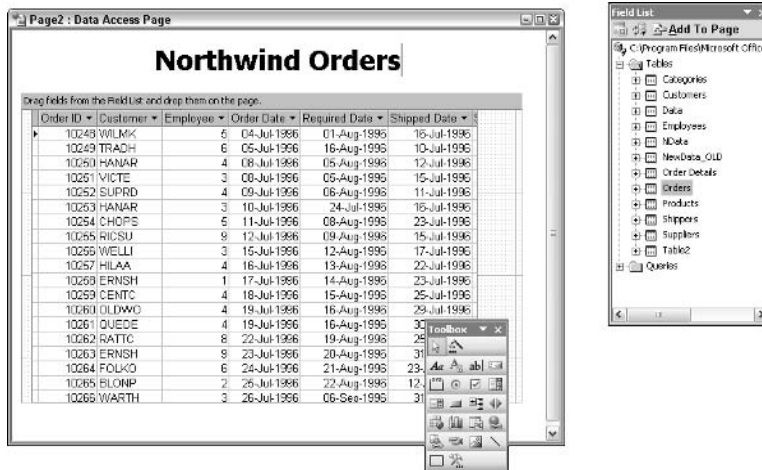 Page2 : Data Access Page
Northwind Orders
Drag fields from the Field List and drop them on the page.
Order ID Customer Employee Order Date Required Date Shipped Date
10248 WILMK 5 04-Jul-1996 01-Aug-1996 16-Jul-1996
10249 TRADH 6 05-Jul-1996 16-Aug-1996 10-Jul-1996
10250 HANAR 4 08-Jul-1996 05-Aug-1996 12-Jul-1996
10251 VICTE 3 08-Jul-1996 05-Aug-1996 15-Jul-1996
10252 SUPRD 4 09-Jul-1996 06-Aug-1996 11-Jul-1996
10253 HANAR 3 10-Jul-1996 24-Jul-1996 16-Jul-1996
10254 CHOPS 5 11-Jul-1996 08-Aug-1996 23-Jul-1996
10255 RICSU 9 12-Jul-1996 09-Aug-1996 15-Jul-1996
10256 WELLI 3 15-Jul-1996 12-Aug-1996 17-Jul-1996
10257 HILAA 4 16-Jul-1996 13-Aug-1996 22-Jul-1996
10258 ERNSH 1 17-Jul-1996 14-Aug-1996 23-Jul-1996
10259 CENTC 4 18-Jul-1996 15-Aug-1996 25-Jul-1996
10260 OLDWO 4 19-Jul-1996 16-Aug-1996 29-Jul-1996
10261 QUEDE 4 19-Jul-1996 16-Aug-1996 30
10262 RATTC 8 22-Jul-1996 19-Aug-1996 25
10263 ERNSH 9 23-Jul-1996 20-Aug-1996 31
10264 FOLKO 6 24-Jul-1996 21-Aug-1996 23-
10265 BLONP 2 25-Jul-1996 22-Aug-1996 12-
10266 WARTH 3 26-Jul-1996 06-Sep-1996 31
Toolbox
Aa A ab|
Field List
Add To Page
C:\Program Files\Microsoft Office
Tables
Categories
Customers
Data
Employees
NData
NewData_OLD
Order Details
Orders
Products
Shippers
Suppliers
Table2
Queries